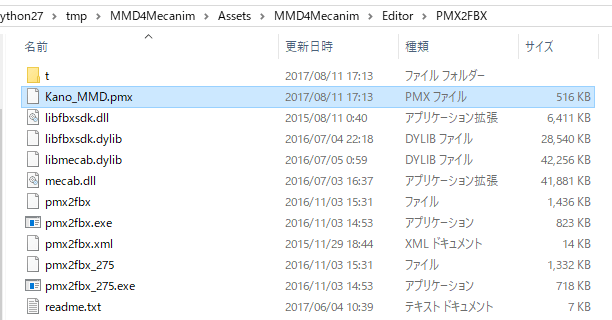 ython27 > tmp > MMD4Mecanim > Assets > MMD4Mecanim > Editor > PMX2FBX
名前 更新日時 種類 サイズ
t 2017/08/11 17:13 ファイル フォルダー
Kano_MMD.pmx 2017/08/11 17:13 PMX ファイル 516 KB
libfbxsdk.dll 2015/08/11 0:40 アプリケーション拡張 6,411 KB
libfbxsdk.dylib 2016/07/04 22:18 DYLIB ファイル 28,540 KB
libmecab.dylib 2016/07/05 0:59 DYLIB ファイル 42,256 KB
mecab.dll 2016/07/03 16:37 アプリケーション拡張 41,881 KB
pmx2fbx 2016/11/03 15:31 ファイル 1,436 KB
pmx2fbx.exe 2016/11/03 14:53 アプリケーション 823 KB
pmx2fbx.xml 2015/11/29 18:44 XML ドキュメント 14 KB
pmx2fbx_275 2016/11/03 15:31 ファイル 1,332 KB
pmx2fbx_275.exe 2016/11/03 14:53 アプリケーション 718 KB
readme.txt 2017/06/04 10:39 テキスト ドキュメント 7 KB